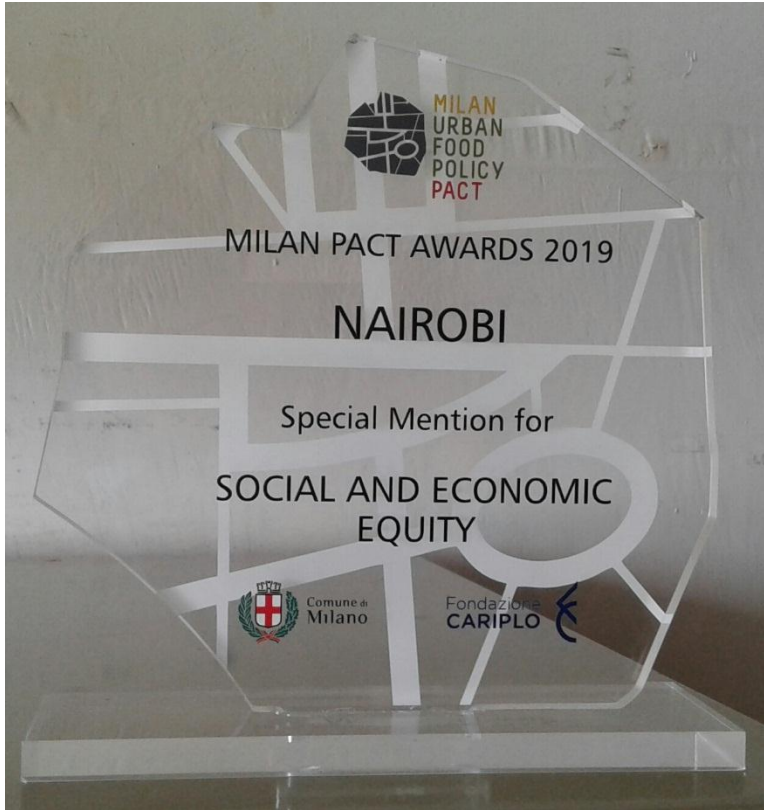 MILAN
URBAN
FOOD
POLICY
PACT
MILAN PACT AWARDS 2019
NAIROBI
Special Mention for
SOCIAL AND ECONOMIC
EQUITY
Comune di
Milano
Fondazione
CARIPLO